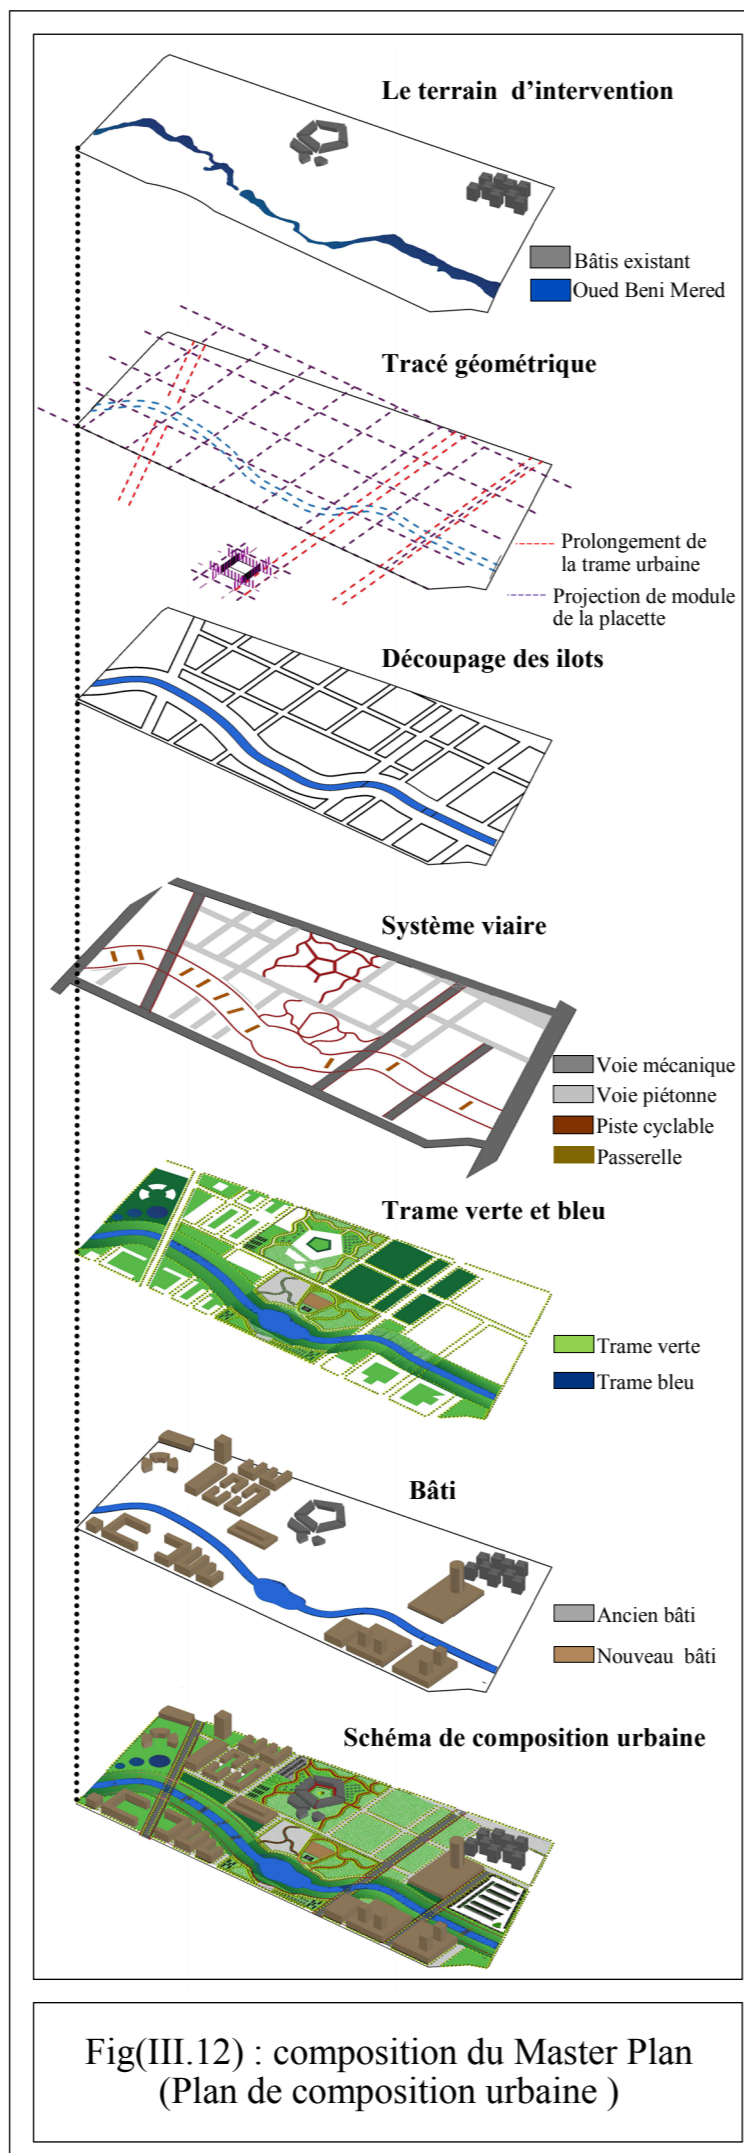 Le terrain d’intervention
Bâtis existant
Oued Beni Mered
Tracé géométrique
Prolongement de
la trame urbaine
Projection de module
de la placette
Découpage des ilots
Système viaire
Voie mécanique
Voie piétonne
Piste cyclable
Passerelle
Trame verte et bleu
Trame verte
Trame bleu
Bâti
Ancien bâti
Nouveau bâti
Schéma de composition urbaine
Fig(III.12) : composition du Master Plan
(Plan de composition urbaine )